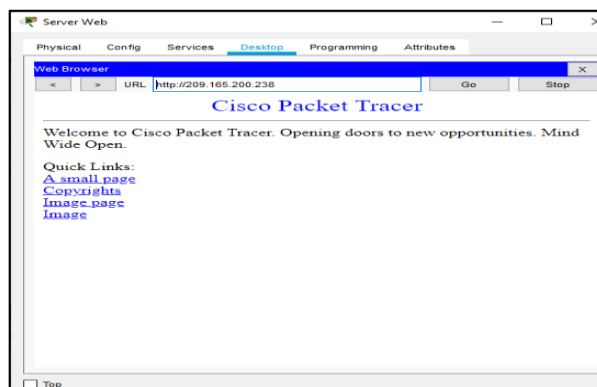 Server Web
Physical Config Services Desktop Programming Attributes
Web Browser X
< > URL http://209.165.200.238 Go Stop
Cisco Packet Tracer
Welcome to Cisco Packet Tracer. Opening doors to new opportunities. Mind
Wide Open.
Quick Links:
A small page
Copyrights
Image page
Image
Top